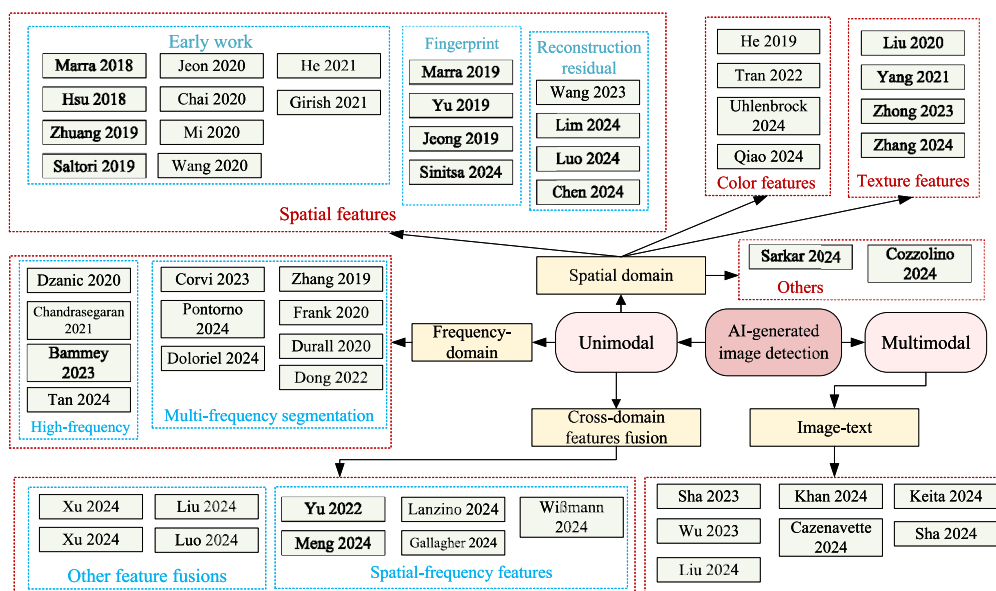 Early work
Marra 2018
Jeon 2020
He 2021
Hsu 2018
Chai 2020
Girish 2021
Zhuang 2019
Mi 2020
Saltori 2019
Wang 2020
Fingerprint
Marra 2019
Yu 2019
Jeong 2019
Sinitsa 2024
Reconstruction
residual
Wang 2023
Lim 2024
Luo 2024
Chen 2024
Spatial features
He 2019
Tran 2022
Uhlenbrock
2024
Qiao 2024
Color features
Liu 2020
Yang 2021
Zhong 2023
Zhang 2024
Texture features
Spatial domain
Sarkar 2024
Cozzolino
2024
Others
Dzanic 2020
Chandrasegaran
2021
Bammey
2023
Tan 2024
High-frequency
Corvi 2023
Zhang 2019
Pontorno
2024
Frank 2020
Doloriel 2024
Durall 2020
Dong 2022
Multi-frequency segmentation
Frequency-
domain
Unimodal
AI-generated
image detection
Multimodal
Cross-domain
features fusion
Image-text
Xu 2024
Liu 2024
Xu 2024
Luo 2024
Other feature fusions
Yu 2022
Lanzino 2024
Wißmann
2024
Meng 2024
Gallagher 2024
Spatial-frequency features
Sha 2023
Khan 2024
Keita 2024
Wu 2023
Cazenavette
2024
Sha 2024
Liu 2024